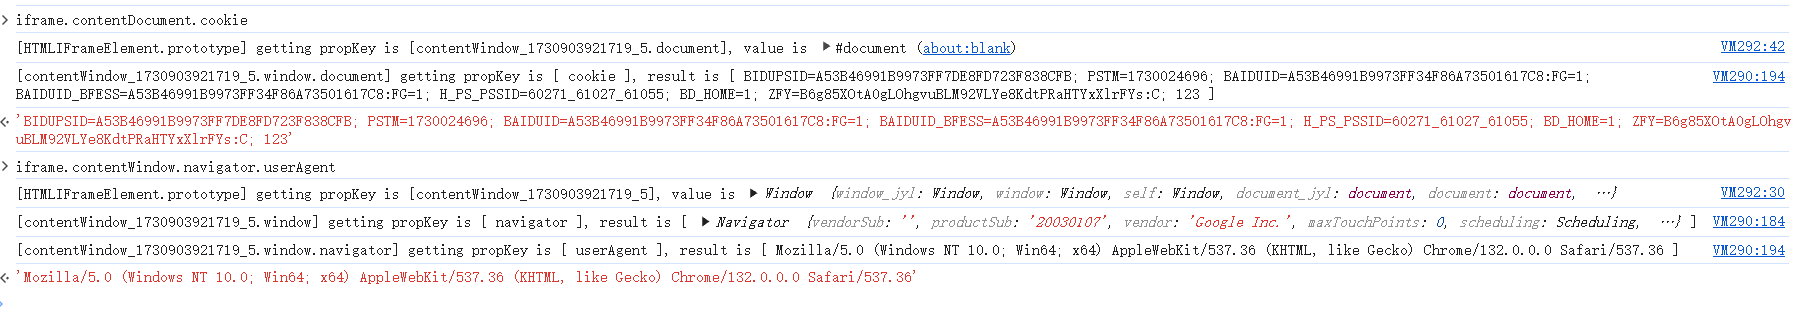 iframe.contentDocument.cookie
[HTMLIFrameElement.prototype] getting propKey is [contentWindow_1730903921719_5.document], value is ▶#document (about:blank) VM292:42
[contentWindow_1730903921719_5.window.document] getting propKey is [ cookie ], result is [ BIDUPSID=A53B46991B9973FF7DE8FD723F838CFB; PSTM=1730024696; BAIDUID=A53B46991B9973FF34F86A73501617C8:FG=1; VM290:194
BAIDUID_BFESS=A53B46991B9973FF34F86A73501617C8:FG=1; H_PS_PSSID=60271_61027_61055; BD_HOME=1; ZFY=B6g85XOtA0gLOhgvuBLM92VLYe8KdtPRaHTYxXlrFYs:C; 123 ]
'BIDUPSID=A53B46991B9973FF7DE8FD723F838CFB; PSTM=1730024696; BAIDUID=A53B46991B9973FF34F86A73501617C8:FG=1; BAIDUID_BFESS=A53B46991B9973FF34F86A73501617C8:FG=1; H_PS_PSSID=60271_61027_61055; BD_HOME=1; ZFY=B6g85XOtA0gLOhgv
uBLM92VLYe8KdtPRaHTYxXlrFYs:C; 123'
iframe.contentWindow.navigator.userAgent
[HTMLIFrameElement.prototype] getting propKey is [contentWindow_1730903921719_5], value is ▶Window {window_jyl: Window, window: Window, self: Window, document_jyl: document, document: document, …} VM292:30
[contentWindow_1730903921719_5.window] getting propKey is [ navigator ], result is [ ▶Navigator {vendorSub: '', productSub: '20030107', vendor: 'Google Inc.', maxTouchPoints: 0, scheduling: Scheduling, …} ] VM290:184
[contentWindow_1730903921719_5.window.navigator] getting propKey is [ userAgent ], result is [ Mozilla/5.0 (Windows NT 10.0; Win64; x64) AppleWebKit/537.36 (KHTML, like Gecko) Chrome/132.0.0.0 Safari/537.36 ] VM290:194
'Mozilla/5.0 (Windows NT 10.0; Win64; x64) AppleWebKit/537.36 (KHTML, like Gecko) Chrome/132.0.0.0 Safari/537.36'